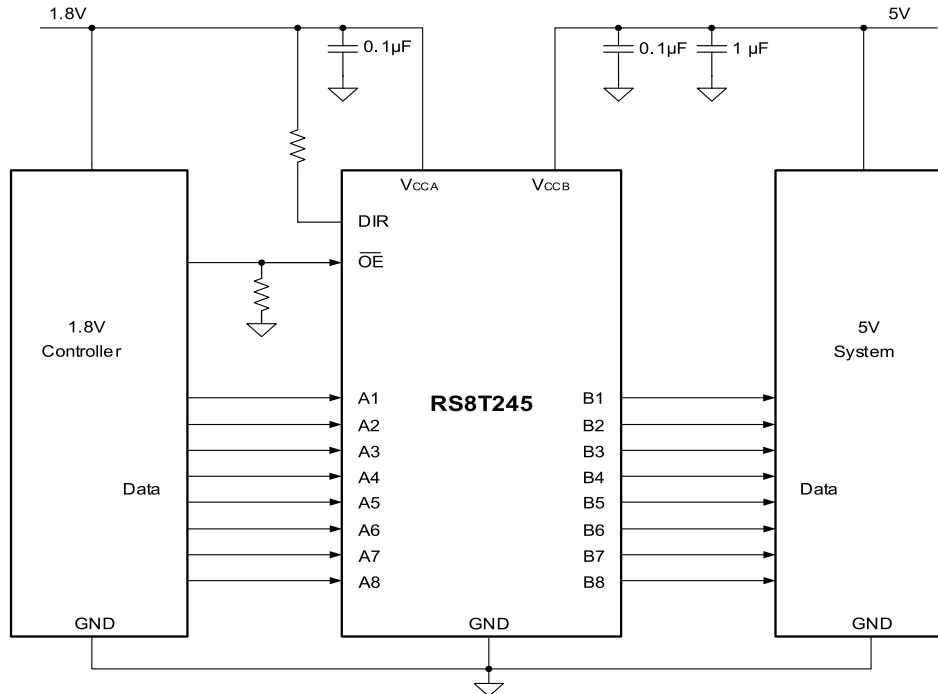 1.8V
5V
0.1µF
0.1µF
1 µF
VCCA
VCCB
DIR
OE
1.8V
Controller
5V
System
RS8T245
A1
A2
A3
A4
A5
A6
A7
A8
B1
B2
B3
B4
B5
B6
B7
B8
Data
Data
GND
GND
GND